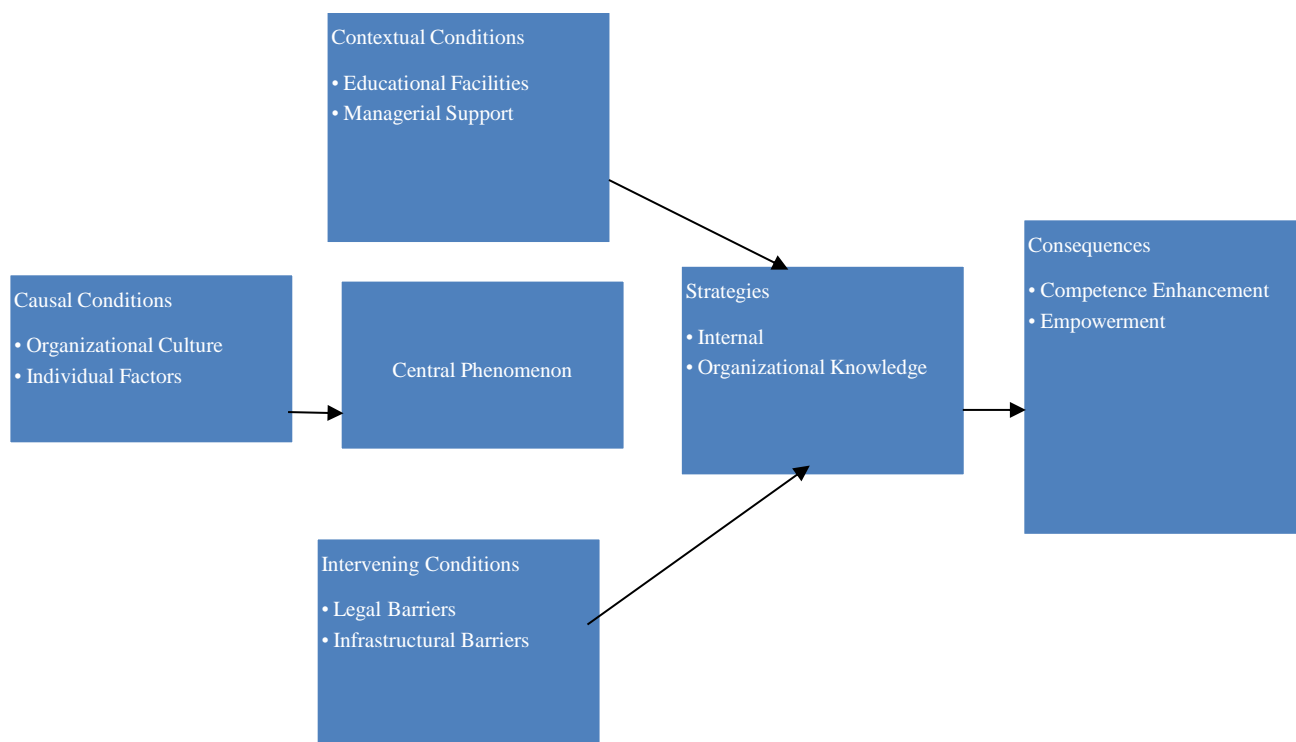 Contextual Conditions
• Educational Facilities
• Managerial Support
Causal Conditions
• Organizational Culture
• Individual Factors
Central Phenomenon
Strategies
• Internal
• Organizational Knowledge
Consequences
• Competence Enhancement
• Empowerment
Intervening Conditions
• Legal Barriers
• Infrastructural Barriers